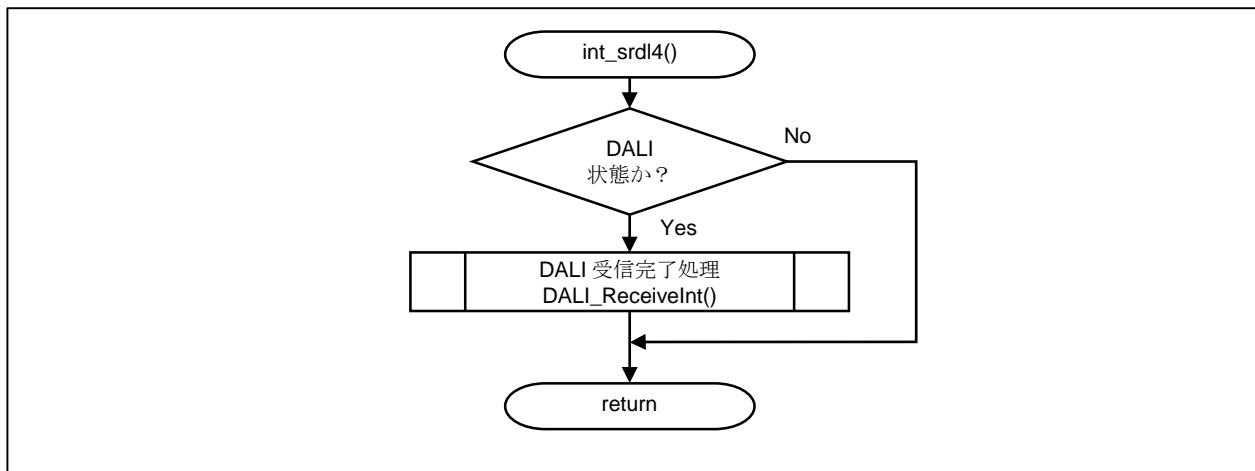 int_srdl4()
DALI
状態か？
No
Yes
DALI 受信完了処理
DALI_ReceiveInt()
return